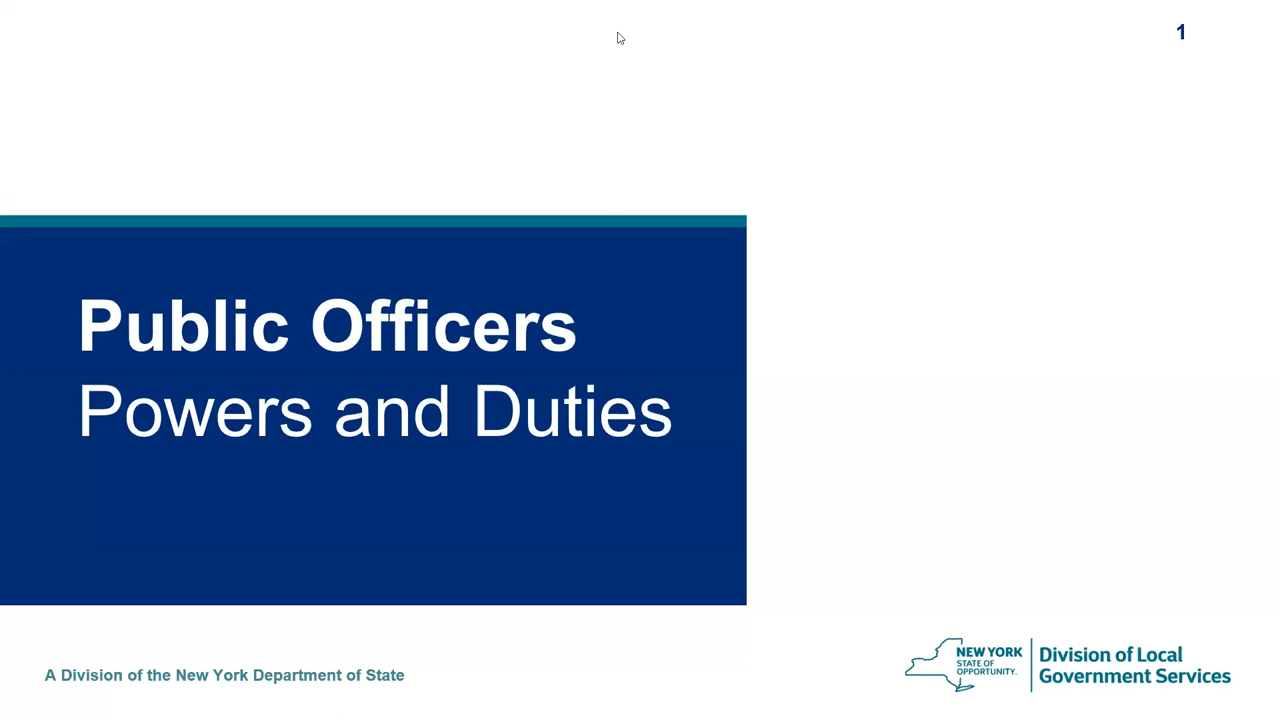 1
Public Officers
Powers and Duties
A Division of the New York Department of State
NEW YORK
STATE OF
OPPORTUNITY.
Division of Local
Government Services